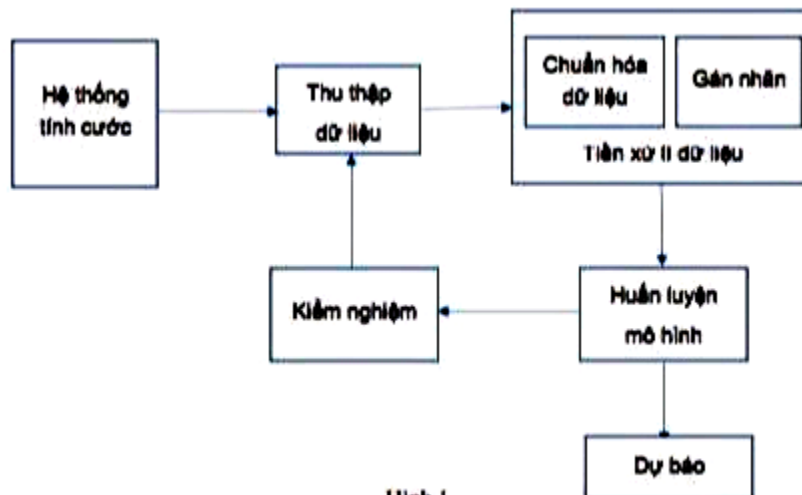 Hệ thống
tính cước
Thu thập
dữ liệu
Chuẩn hóa
dữ liệu
Gán nhãn
Tiền xử lí dữ liệu
Kiểm nghiệm
Huấn luyện
mô hình
Dự báo